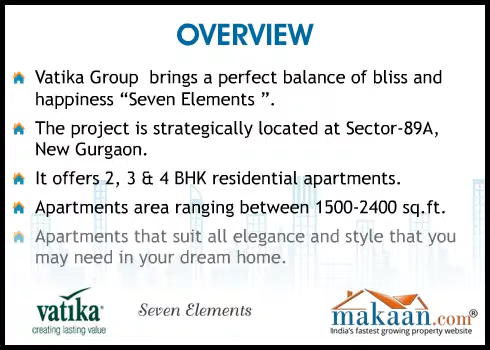 OVERVIEW
Vatika Group  brings a perfect balance of bliss and
happiness “Seven Elements ”.
The project is strategically located at Sector-89A,
New Gurgaon.
It offers 2, 3 & 4 BHK residential apartments.
Apartments area ranging between 1500-2400 sq.ft.
Apartments that suit all elegance and style that you
may need in your dream home.
vatika®
creating lasting value
Seven Elements
makaan.com®
India's fastest growing property website